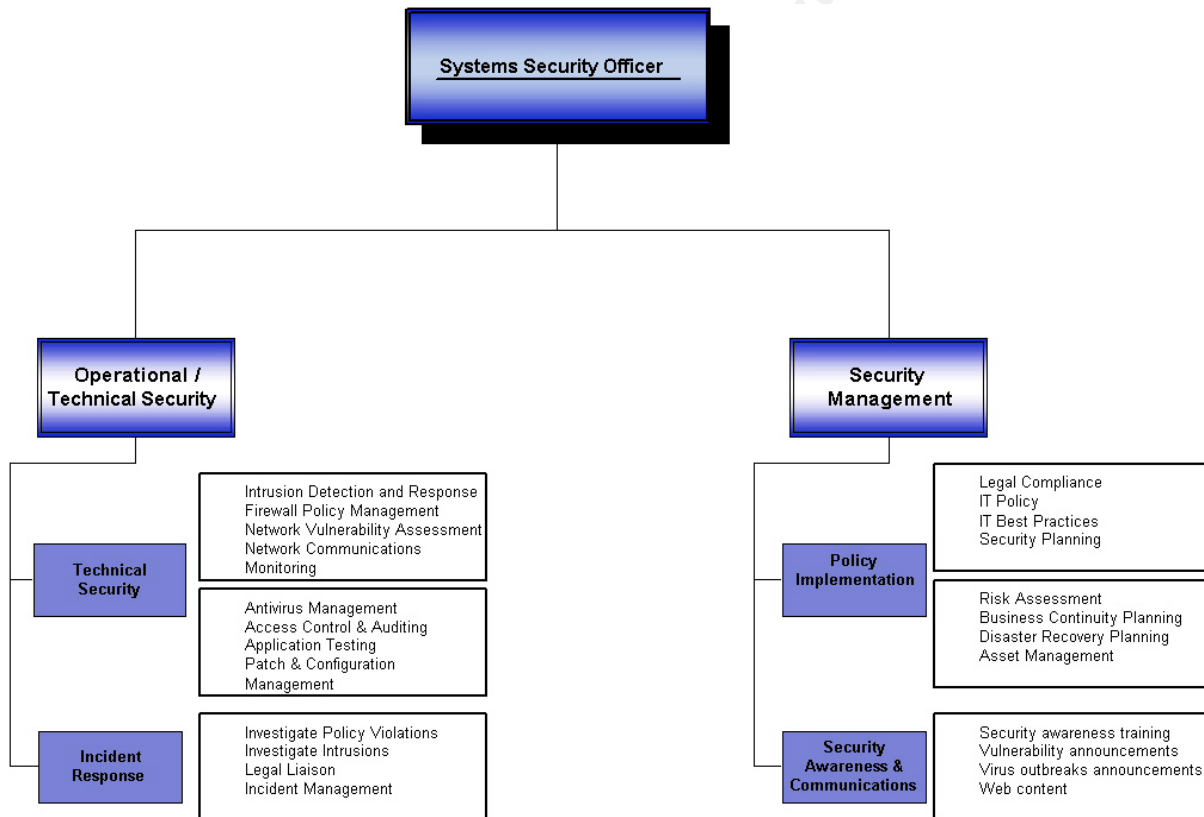 Systems Security Officer
Operational /
Technical Security
Security
Management
Technical
Security
Intrusion Detection and Response
Firewall Policy Management
Network Vulnerability Assessment
Network Communications
Monitoring
Antivirus Management
Access Control & Auditing
Application Testing
Patch & Configuration
Management
Incident
Response
Investigate Policy Violations
Investigate Intrusions
Legal Liaison
Incident Management
Policy
Implementation
Legal Compliance
IT Policy
IT Best Practices
Security Planning
Risk Assessment
Business Continuity Planning
Disaster Recovery Planning
Asset Management
Security
Awareness &
Communications
Security awareness training
Vulnerability announcements
Virus outbreaks announcements
Web content